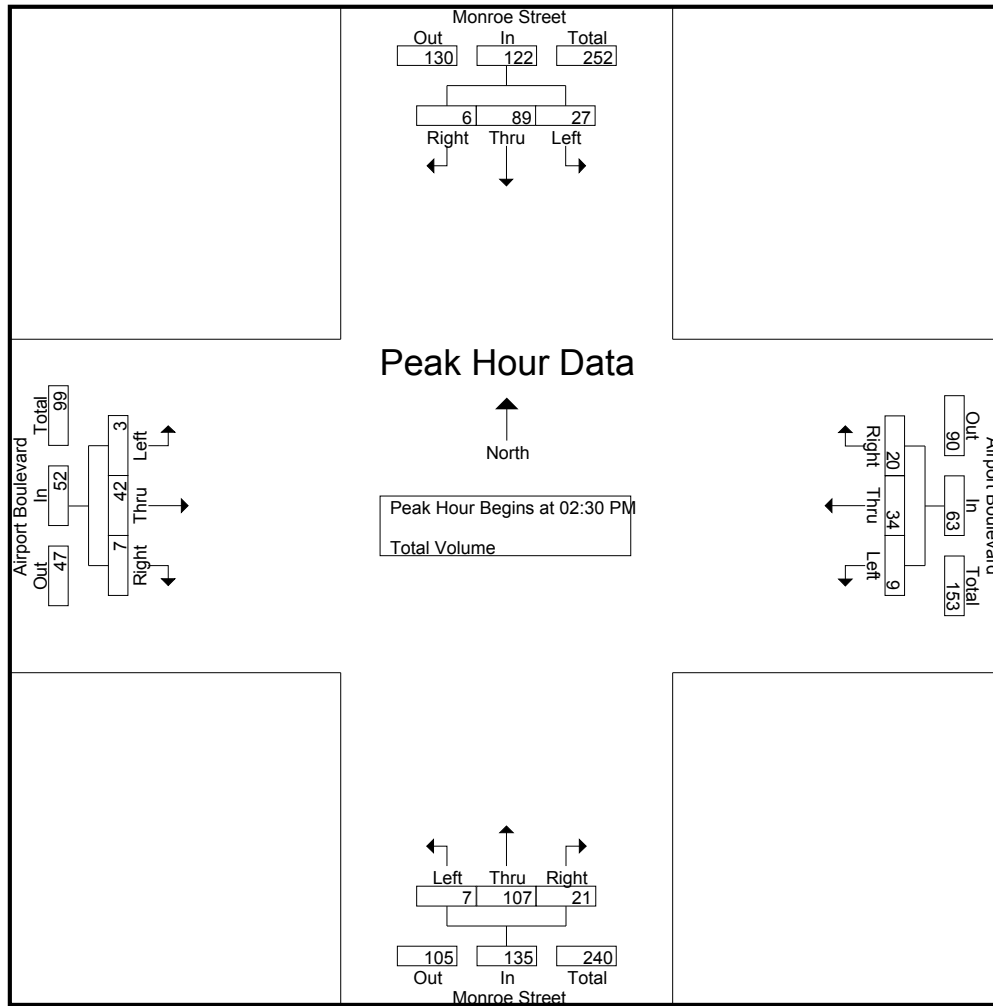 Monroe Street
Out In Total
130 122 252
6 89 27
Right Thru Left
Peak Hour Data
North
Peak Hour Begins at 02:30 PM
Total Volume
Airport Boulevard
Total In Out
99 52 47
3 42 7
Left Thru Right
Airport Boulevard
Out In Total
90 63 153
20 34 9
Right Thru Left
Left Thru Right
7 107 21
105 135 240
Out In Total
Monroe Street